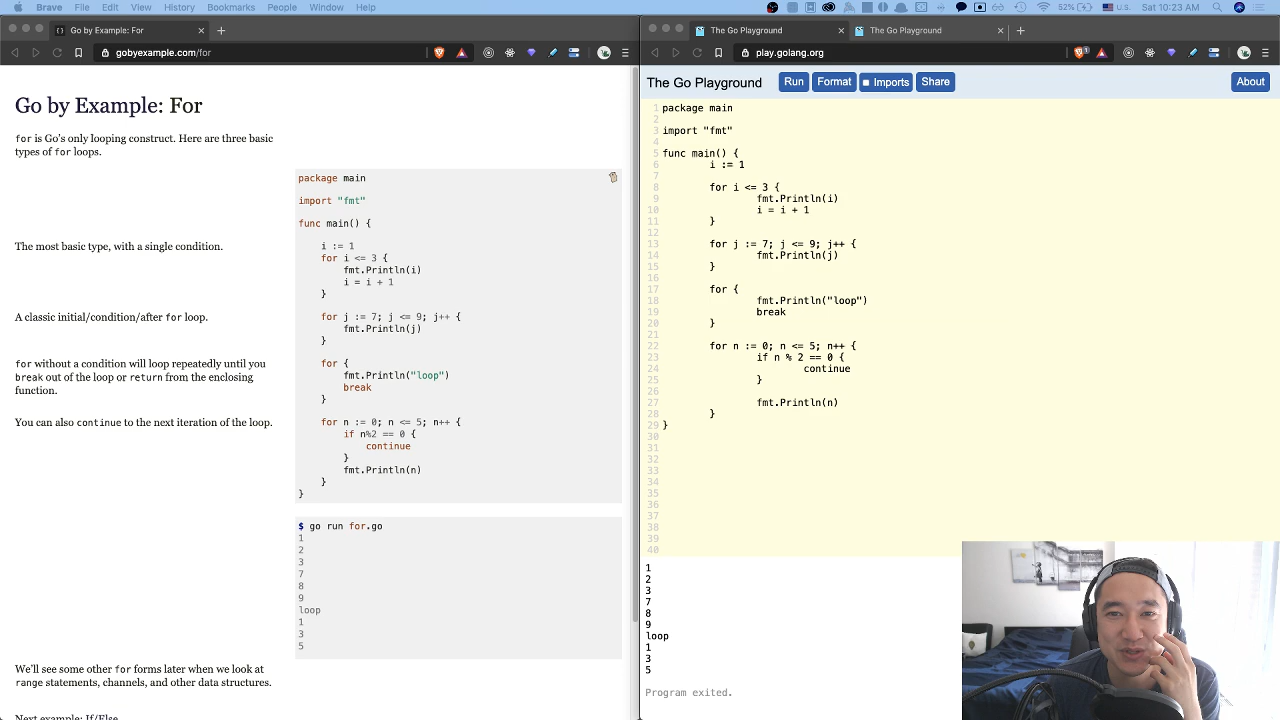 Brave File Edit View History Bookmarks People Window Help
52% U.S. Sat 10:23 AM
Go by Example: For
gobyexample.com/for
Go by Example: For
for is Go's only looping construct. Here are three basic
types of for loops.
package main
import "fmt"
func main() {
The most basic type, with a single condition.
i := 1
for i <= 3 {
fmt.Println(i)
i = i + 1
}
A classic initial/condition/after for loop.
for j := 7; j <= 9; j++ {
fmt.Println(j)
}
for without a condition will loop repeatedly until you
break out of the loop or return from the enclosing
function.
for {
fmt.Println("loop")
break
}
You can also continue to the next iteration of the loop.
for n := 0; n <= 5; n++ {
if n%2 == 0 {
continue
}
fmt.Println(n)
}
}
$ go run for.go
1
2
3
7
8
9
loop
1
3
5
We'll see some other for forms later when we look at
range statements, channels, and other data structures.
Next example: If/Else
The Go Playground
The Go Playground
play.golang.org
1
The Go Playground
Run
Format
Imports
Share
About
1 package main
2
3 import "fmt"
4
5 func main() {
6 i := 1
7
8 for i <= 3 {
9 fmt.Println(i)
10 i = i + 1
11 }
12
13 for j := 7; j <= 9; j++ {
14 fmt.Println(j)
15 }
16
17 for {
18 fmt.Println("loop")
19 break
20 }
21
22 for n := 0; n <= 5; n++ {
23 if n % 2 == 0 {
24 continue
25 }
26
27 fmt.Println(n)
28 }
29 }
30
31
32
33
34
35
36
37
38
39
40
1
2
3
7
8
9
loop
1
3
5
Program exited.